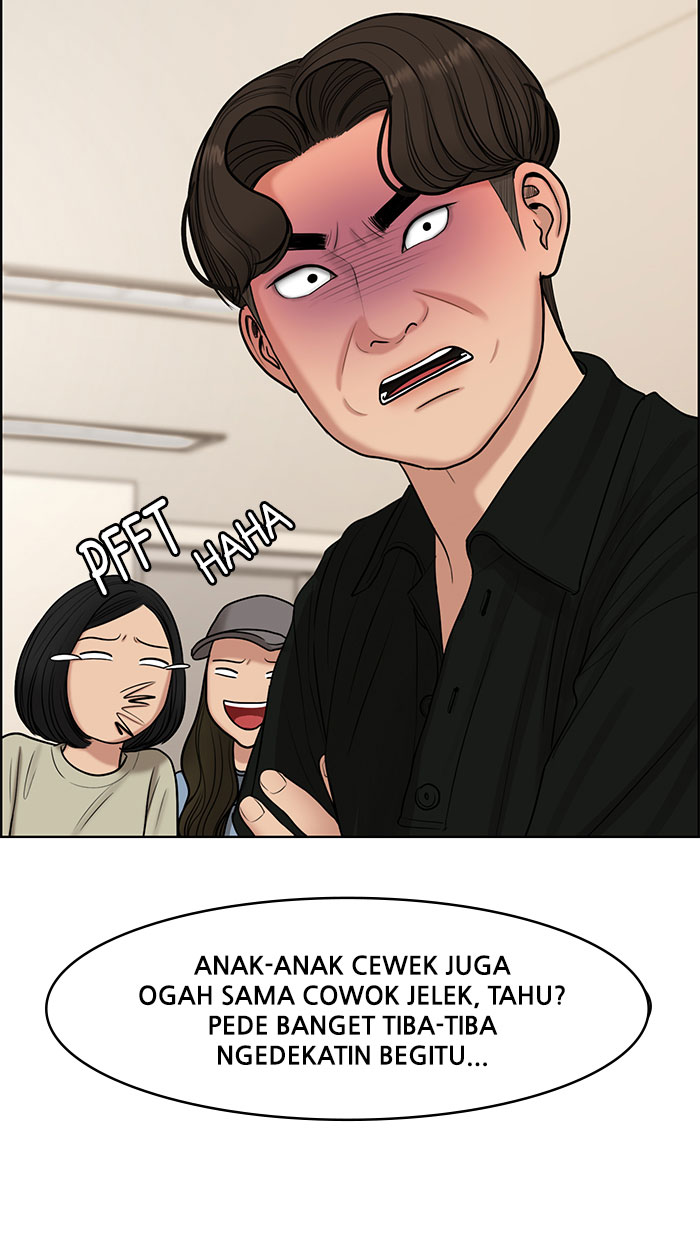 PFFT
HAHA
ANAK-ANAK CEWEK JUGA
OGAH SAMA COWOK JELEK, TAHU?
PEDE BANGET TIBA-TIBA
NGEDEKATIN BEGITU...